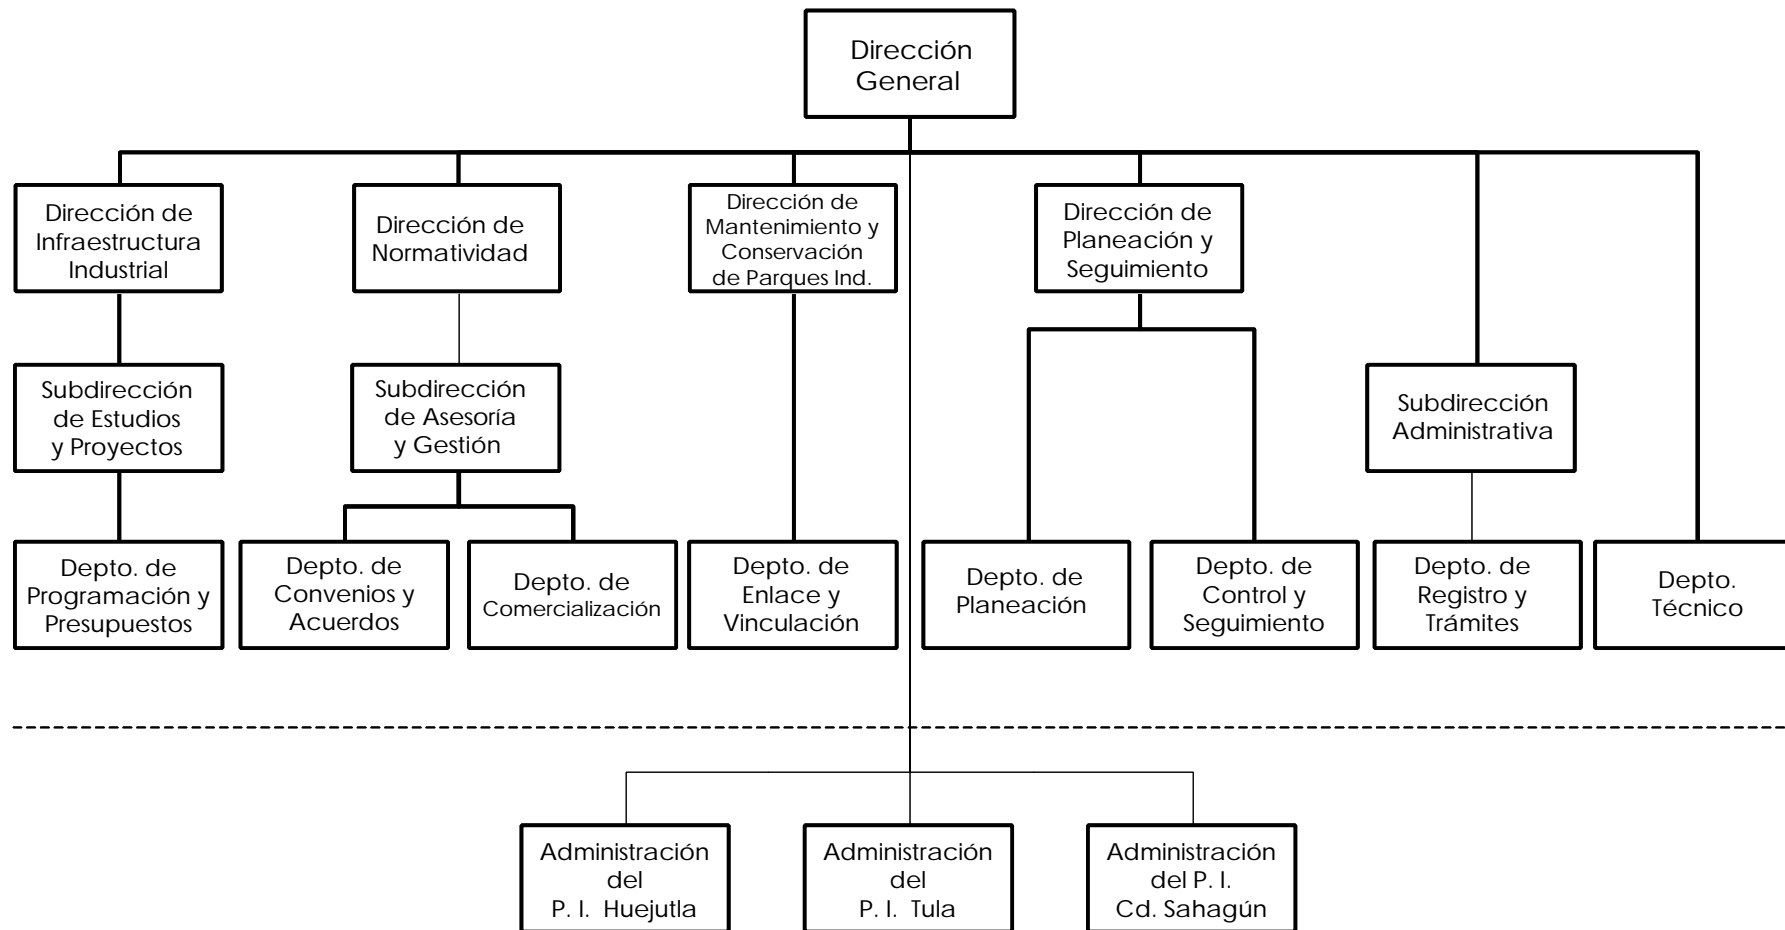 Dirección
General
Dirección de
Infraestructura
Industrial
Dirección de
Normatividad
Dirección de
Mantenimiento y
Conservación
de Parques Ind.
Dirección de
Planeación y
Seguimiento
Subdirección
de Estudios
y Proyectos
Subdirección
de Asesoría
y Gestión
Subdirección
Administrativa
Depto. de
Programación y
Presupuestos
Depto. de
Convenios y
Acuerdos
Depto. de
Comercialización
Depto. de
Enlace y
Vinculación
Depto. de
Planeación
Depto. de
Control y
Seguimiento
Depto. de
Registro y
Trámites
Depto.
Técnico
Administración
del
P. I. Huejutla
Administración
del
P. I. Tula
Administración
del P. I.
Cd. Sahagún